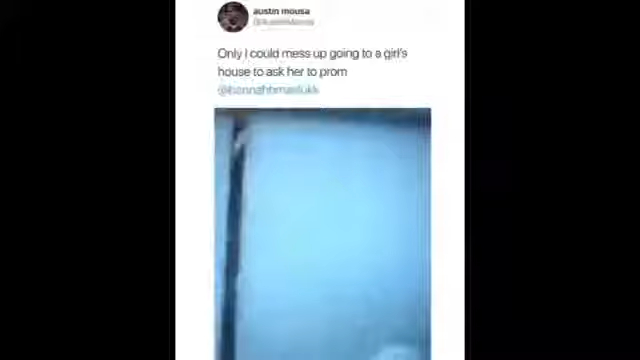 austin mousa
Only I could mess up going to a girl's
house to ask her to prom